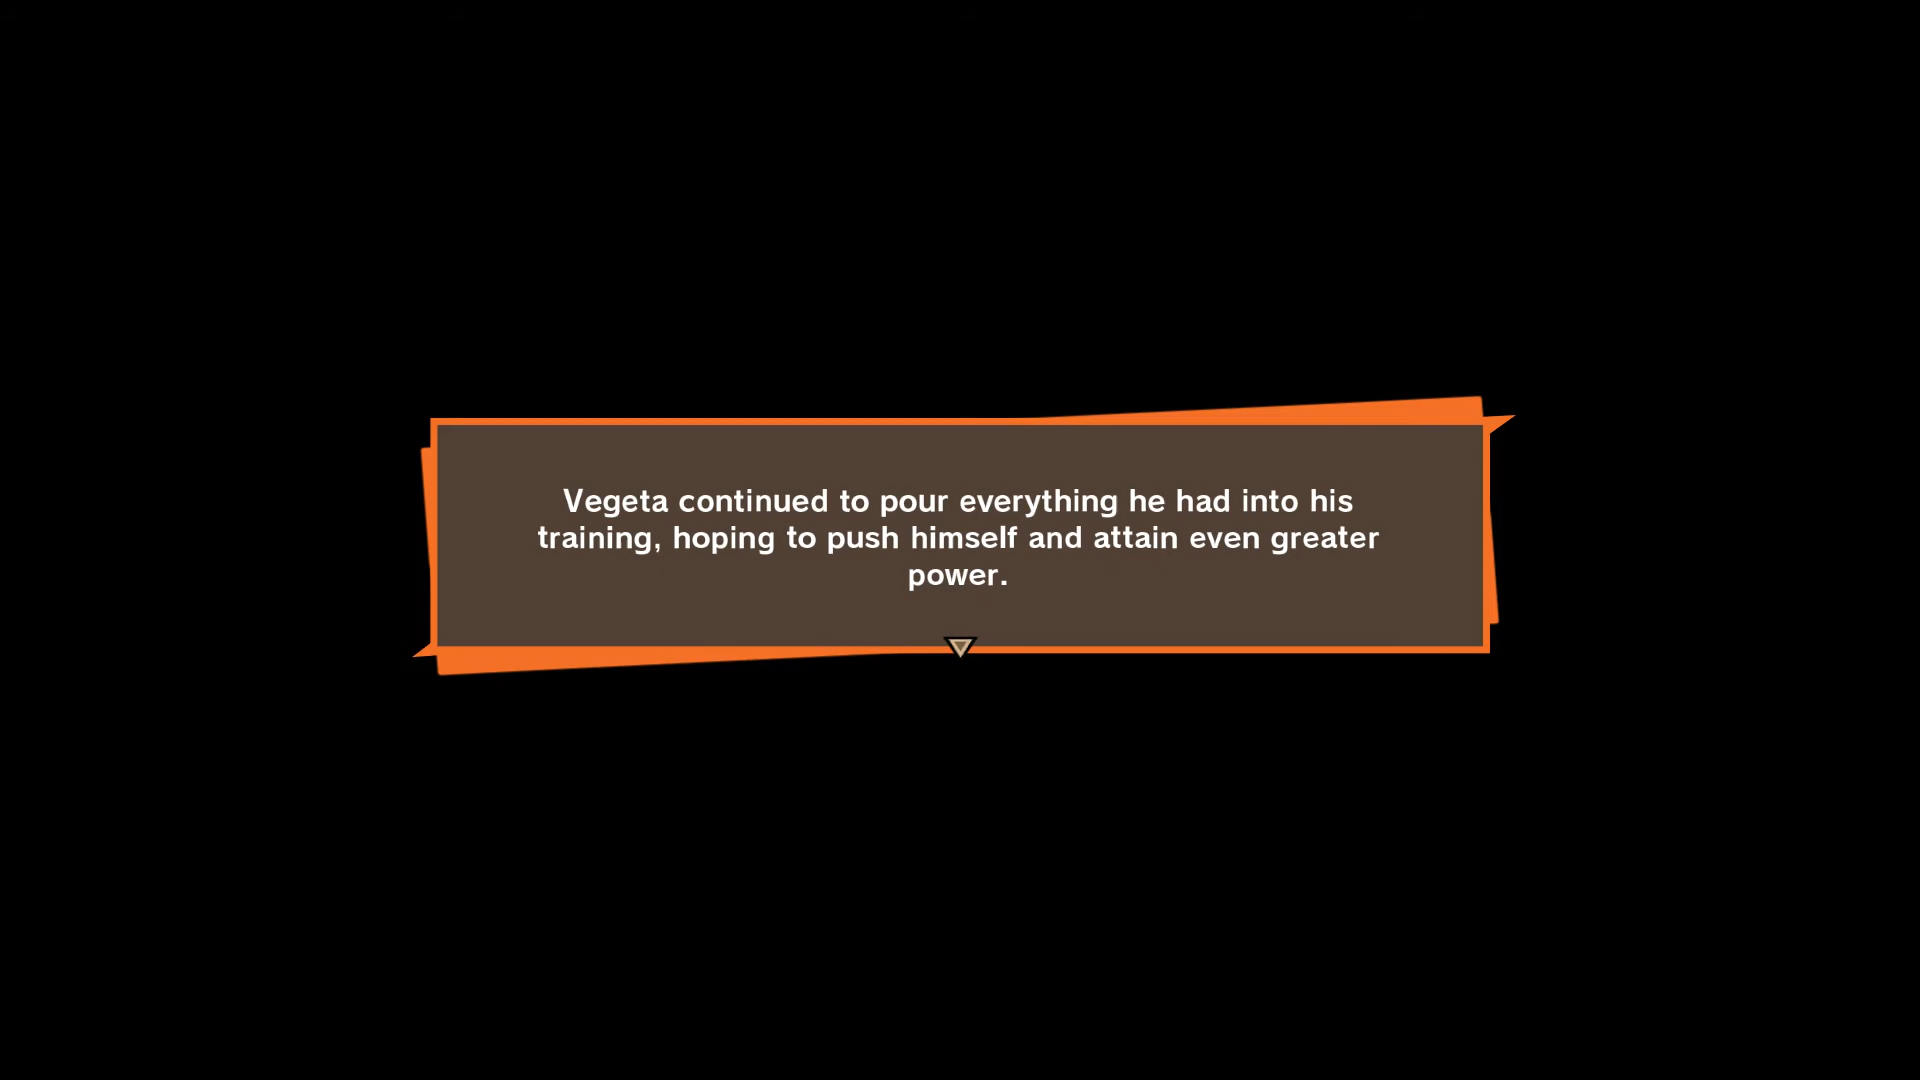 Vegeta continued to pour everything he had into his
training, hoping to push himself and attain even greater
power.